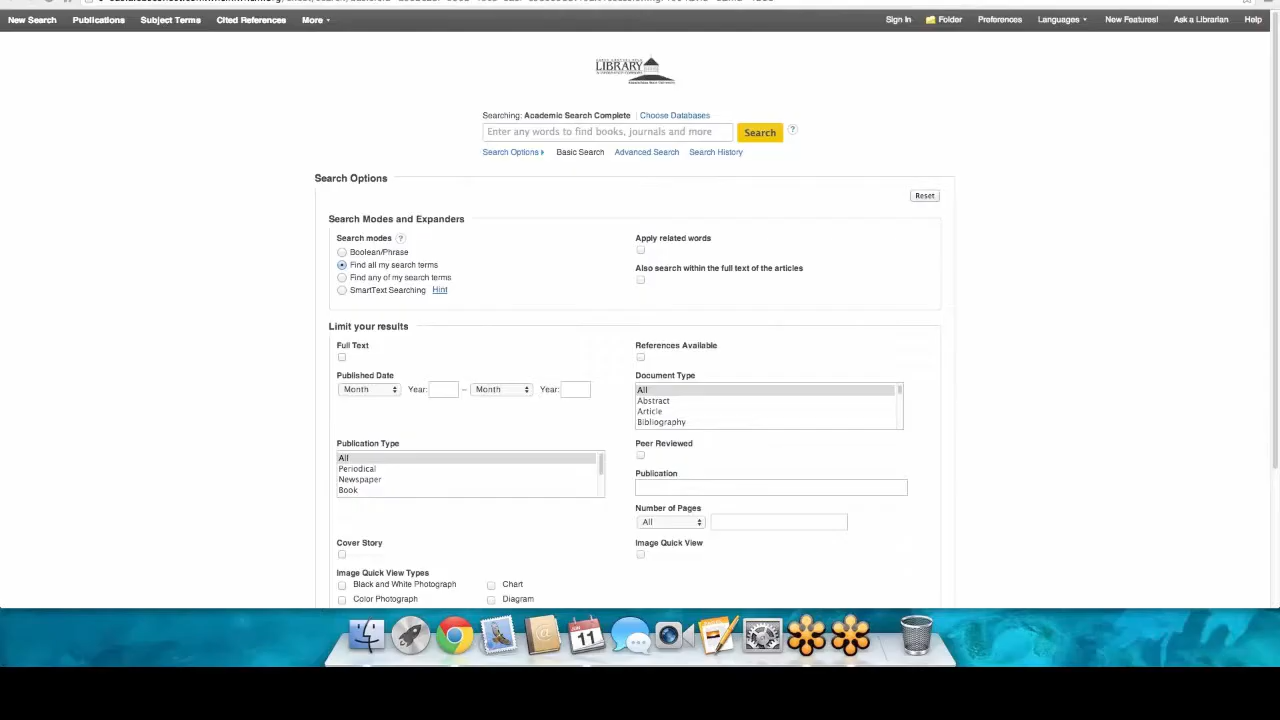 New Search Publications Subject Terms Cited References More
Sign In Folder Preferences Languages New Features! Ask a Librarian Help
LIBRARY
Searching: Academic Search Complete Choose Databases
Enter any words to find books, journals and more Search ?
Search Options Basic Search Advanced Search Search History
Search Options
Reset
Search Modes and Expanders
Search modes ?
Boolean/Phrase
Find all my search terms
Find any of my search terms
SmartText Searching Hint
Apply related words
Also search within the full text of the articles
Limit your results
Full Text
References Available
Published Date
Month Year: – Month Year:
Document Type
All
Abstract
Article
Bibliography
Publication Type
All
Periodical
Newspaper
Book
Peer Reviewed
Publication
Number of Pages
All
Cover Story
Image Quick View
Image Quick View Types
Black and White Photograph Chart
Color Photograph Diagram
11